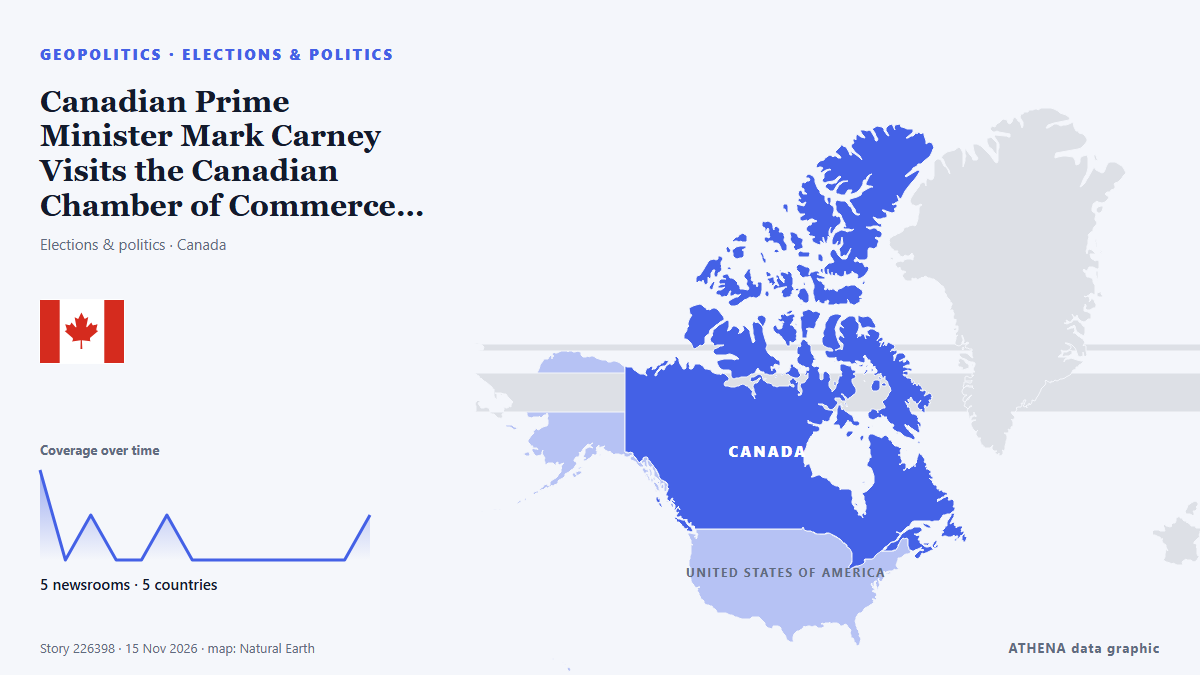 GEOPOLITICS · ELECTIONS & POLITICS
Canadian Prime
Minister Mark Carney
Visits the Canadian
Chamber of Commerce...
Elections & politics · Canada
Coverage over time
5 newsrooms · 5 countries
Story 226398 · 15 Nov 2026 · map: Natural Earth
CANADA
UNITED STATES OF AMERICA
ATHENA data graphic